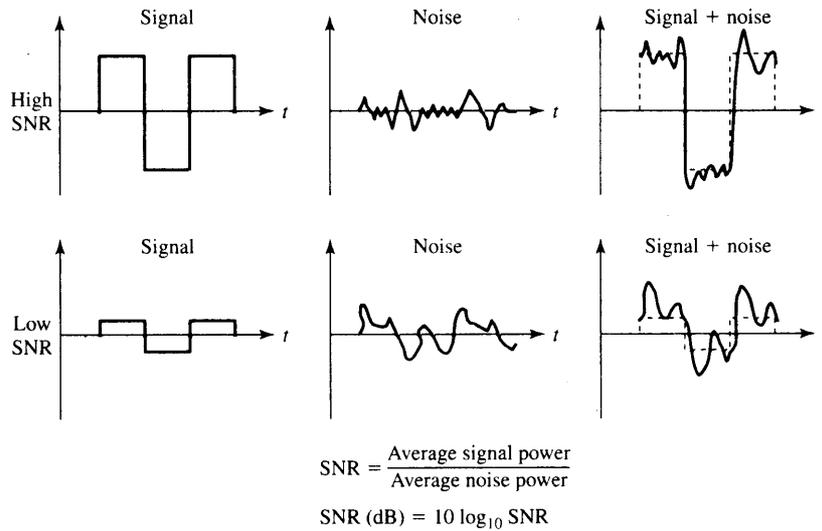 Signal
Noise
Signal + noise
High
SNR
t
t
Signal
Noise
Signal + noise
Low
SNR
t
t
SNR = Average signal power / Average noise power
SNR (dB) = 10 log₁₀ SNR